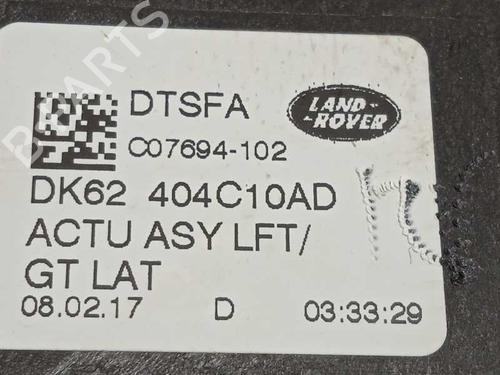 DTSFA
LAND-
-ROVER
C07694-102
DK62 404C10AD
ACTU ASY LFT/
GT LAT
08.02.17 D 03:33:29